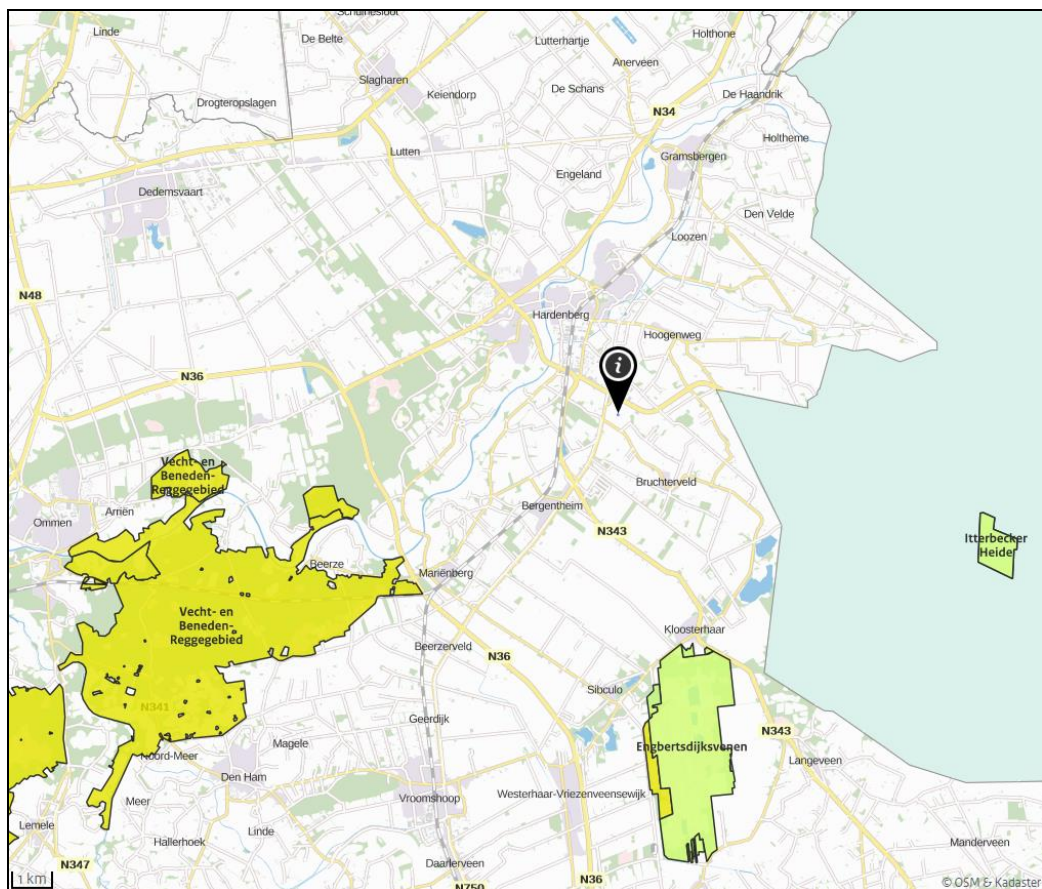 Schuinesloot
Linde
De Belte
Lutterhartje
Holthone
Anerveen
Slagharen
Keiendorp
De Schans
De Haandrik
Drogteropslagen
N34
Holtheme
Lutten
Gramsbergen
Engeland
Dedemsvaart
Den Velde
Loozen
N48
Hardenberg
Hoogenweg
i
N36
Vecht- en
Beneden-
Reggegebied
Bruchterveld
Arriën
Ommen
Bergentheim
N343
Itterbecker
Heide
Beerze
Mariënberg
Vecht- en
Beneden-
Reggegebied
Kloosterhaar
Beerzerveld
N36
Sibculo
N341
Geerdijk
N343
Magele
Engbertsdijksvenen
Noord-Meer
Langeveen
Den Ham
Meer
Vroomshoop
Westerhaar-Vriezenveensewijk
Lemele
Linde
Hallerhoek
Manderveen
N347
Daarlerveen
1 km
N750
N36
© OSM & Kadaster